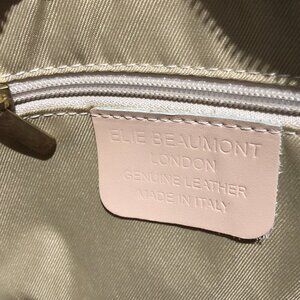 ELIE BEAUMONT
LONDON
GENUINE LEATHER
MADE IN ITALY